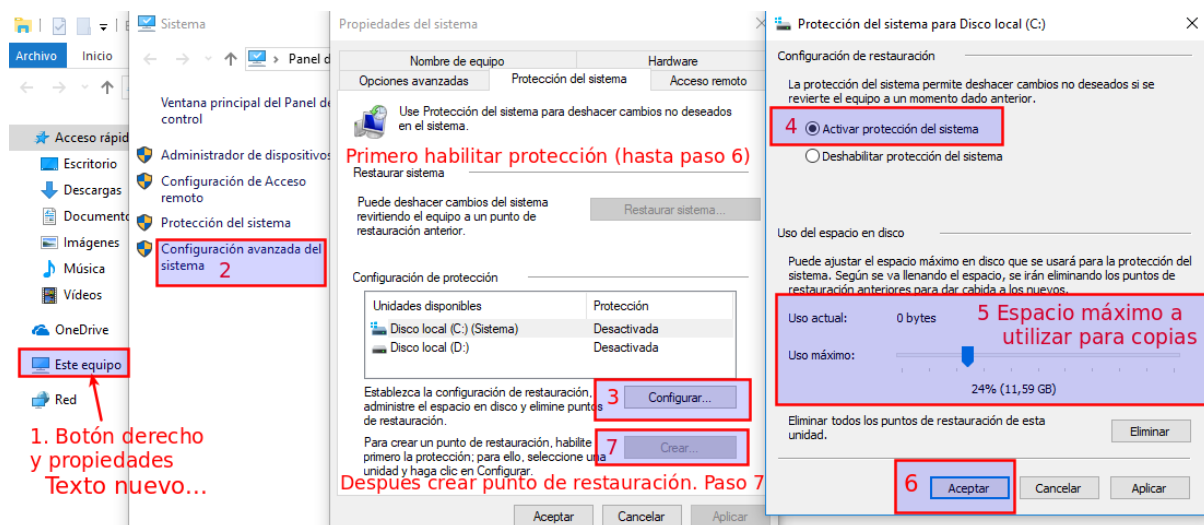 Archivo
Inicio
Acceso rápid
Escritorio
Descargas
Documento
Imágenes
Música
Vídeos
OneDrive
Este equipo
Red
1. Botón derecho
y propiedades
Texto nuevo...
Sistema
Panel d
Ventana principal del Panel de
control
Administrador de dispositivos
Configuración de Acceso
remoto
Protección del sistema
Configuración avanzada del
sistema
2
Propiedades del sistema
Nombre de equipo
Hardware
Opciones avanzadas
Protección del sistema
Acceso remoto
Use Protección del sistema para deshacer cambios no deseados
en el sistema.
Primero habilitar protección (hasta paso 6)
Restaurar sistema
Puede deshacer cambios del sistema
revirtiendo el equipo a un punto de
restauración anterior.
Restaurar sistema...
Configuración de protección
Unidades disponibles
Protección
Disco local (C:) (Sistema)
Desactivada
Disco local (D:)
Desactivada
Establezca la configuración de restauración,
administre el espacio en disco y elimine puntos
de restauración.
3
Configurar...
Para crear un punto de restauración, habilite
primero la protección; para ello, seleccione una
unidad y haga clic en Configurar.
7
Crear...
Después crear punto de restauración. Paso 7
Aceptar
Cancelar
Aplicar
Protección del sistema para Disco local (C:)
Configuración de restauración
La protección del sistema permite deshacer cambios no deseados si se
revierte el equipo a un momento dado anterior.
4
Activar protección del sistema
Deshabilitar protección del sistema
Uso del espacio en disco
Puede ajustar el espacio máximo en disco que se usará para la protección del
sistema. Según se va llenando el espacio, se irán eliminando los puntos de
restauración anteriores para dar cabida a los nuevos.
Uso actual:
0 bytes
5 Espacio máximo a
utilizar para copias
Uso máximo:
24% (11,59 GB)
Eliminar todos los puntos de restauración de esta
unidad.
Eliminar
6
Aceptar
Cancelar
Aplicar